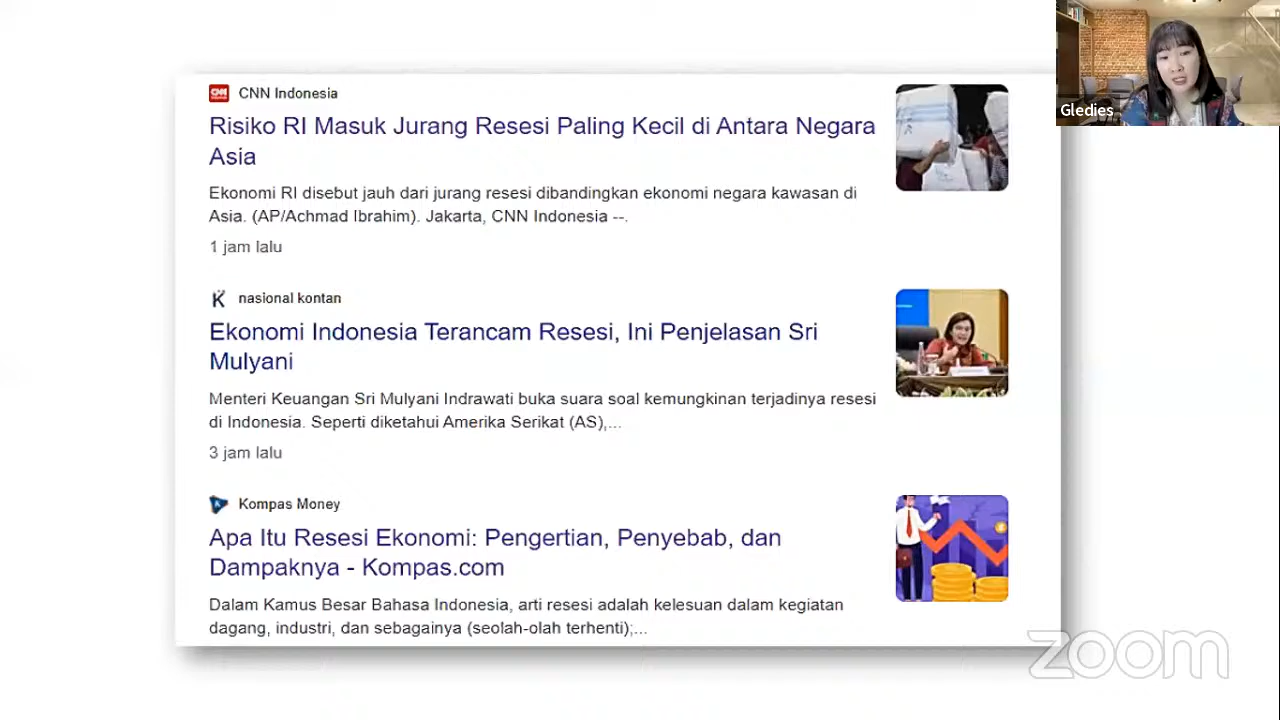 CNN Indonesia
Risiko RI Masuk Jurang Resesi Paling Kecil di Antara Negara
Asia
Ekonomi RI disebut jauh dari jurang resesi dibandingkan ekonomi negara kawasan di
Asia. (AP/Achmad Ibrahim). Jakarta, CNN Indonesia --.
1 jam lalu
nasional kontan
Ekonomi Indonesia Terancam Resesi, Ini Penjelasan Sri
Mulyani
Menteri Keuangan Sri Mulyani Indrawati buka suara soal kemungkinan terjadinya resesi
di Indonesia. Seperti diketahui Amerika Serikat (AS),...
3 jam lalu
Kompas Money
Apa Itu Resesi Ekonomi: Pengertian, Penyebab, dan
Dampaknya - Kompas.com
Dalam Kamus Besar Bahasa Indonesia, arti resesi adalah kelesuan dalam kegiatan
dagang, industri, dan sebagainya (seolah-olah terhenti);...
Gledies
zoom